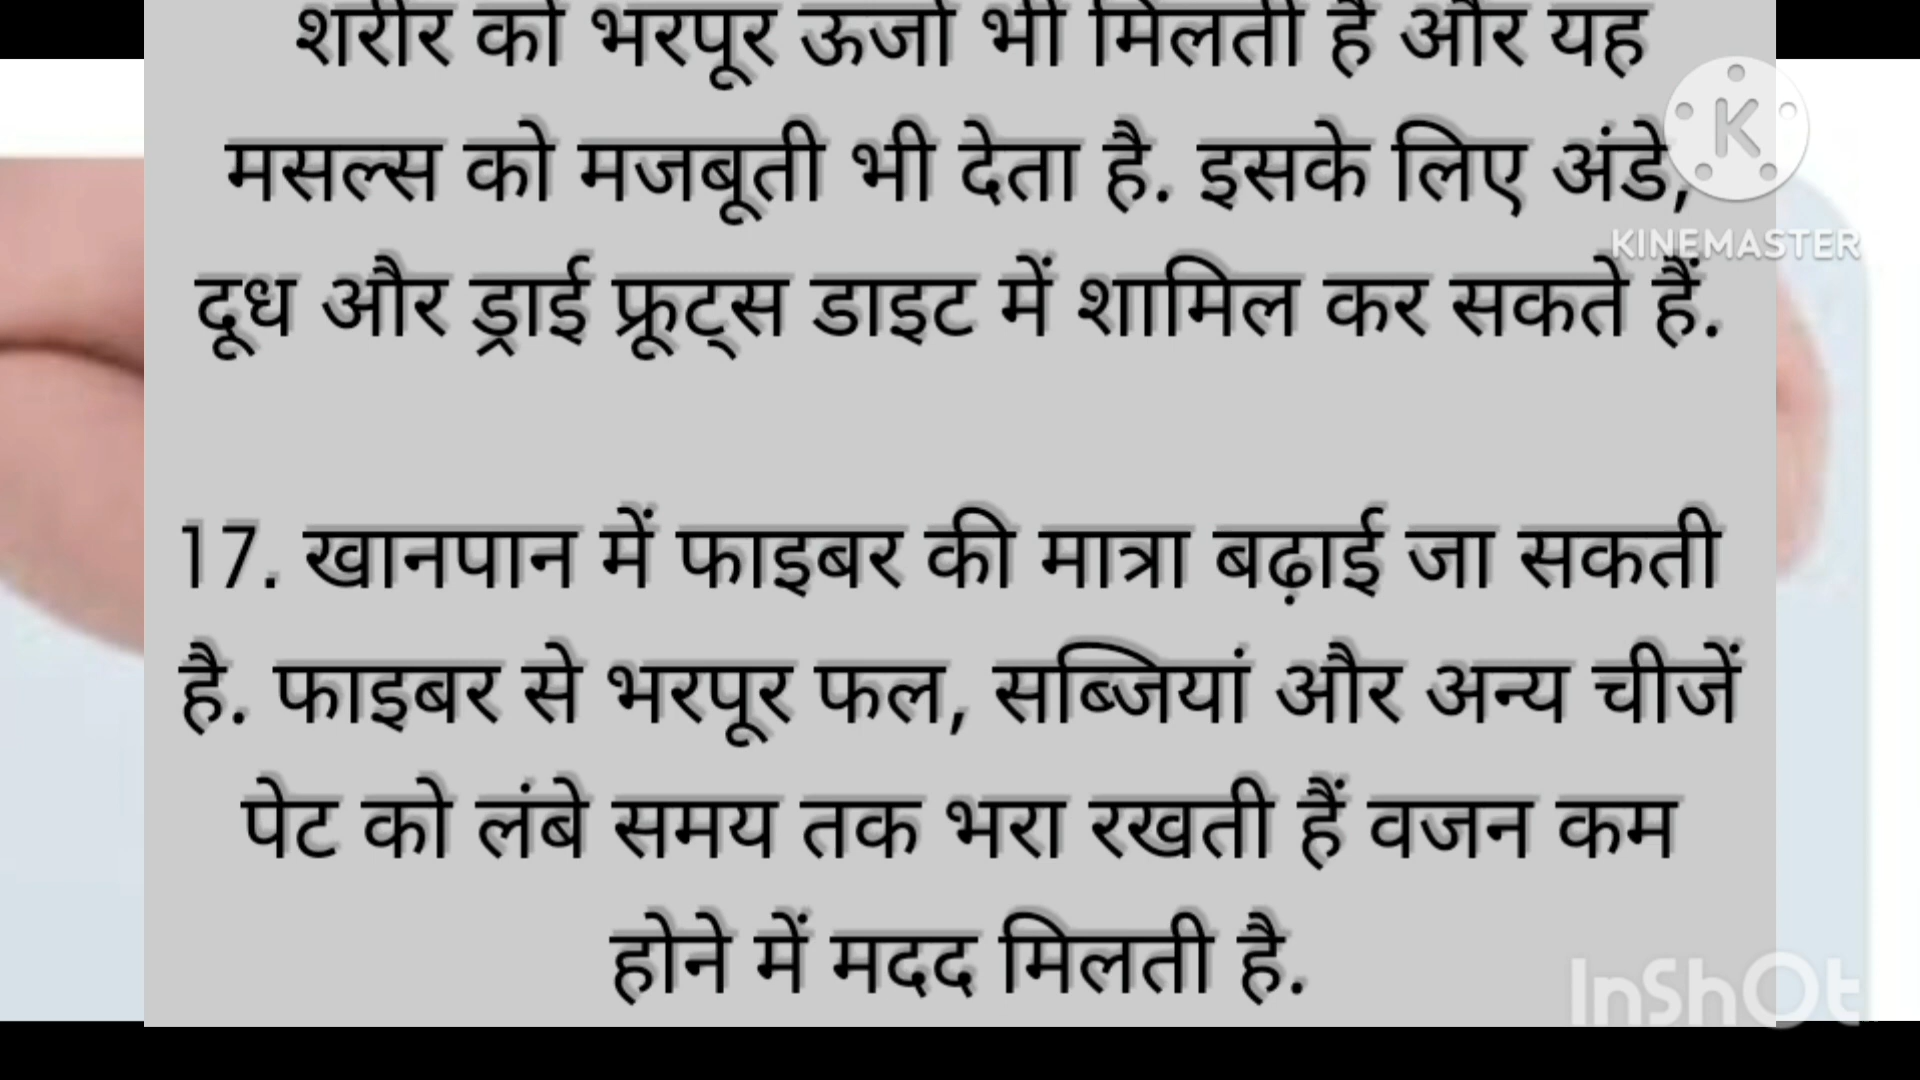 शरीर को भरपूर ऊर्जा भी मिलती है और यह
मसल्स को मजबूती भी देता है. इसके लिए अंडे,
दूध और ड्राई फ्रूट्स डाइट में शामिल कर सकते हैं.
17. खानपान में फाइबर की मात्रा बढ़ाई जा सकती
है. फाइबर से भरपूर फल, सब्जियां और अन्य चीजें
पेट को लंबे समय तक भरा रखती हैं वजन कम
होने में मदद मिलती है.
K
KINEMASTER
InShOt